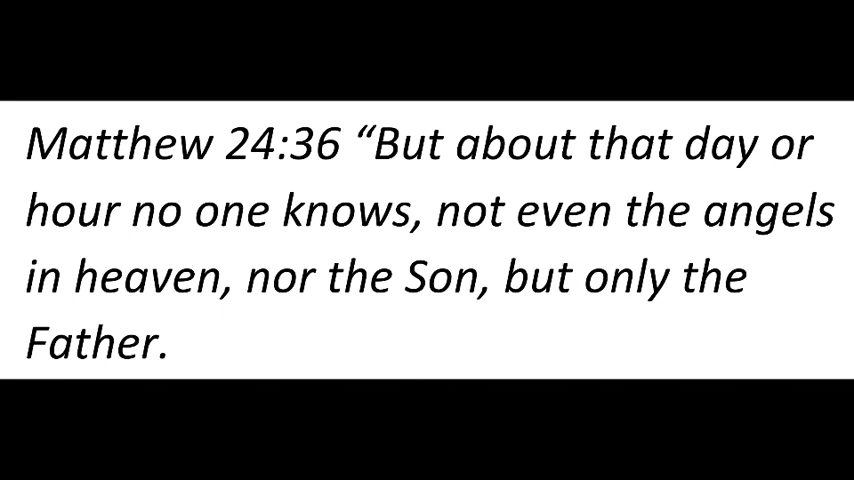 Matthew 24:36 “But about that day or
hour no one knows, not even the angels
in heaven, nor the Son, but only the
Father.